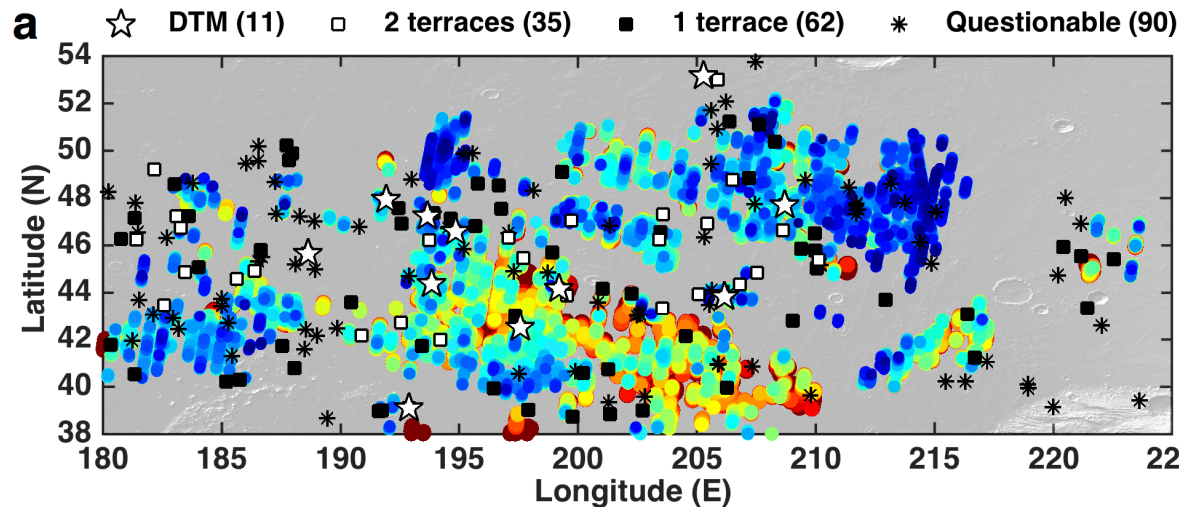 a DTM (11) 2 terraces (35) 1 terrace (62) Questionable (90)
54
52
50
48
46
44
42
40
38
Latitude (N)
180 185 190 195 200 205 210 215 220 22
Longitude (E)